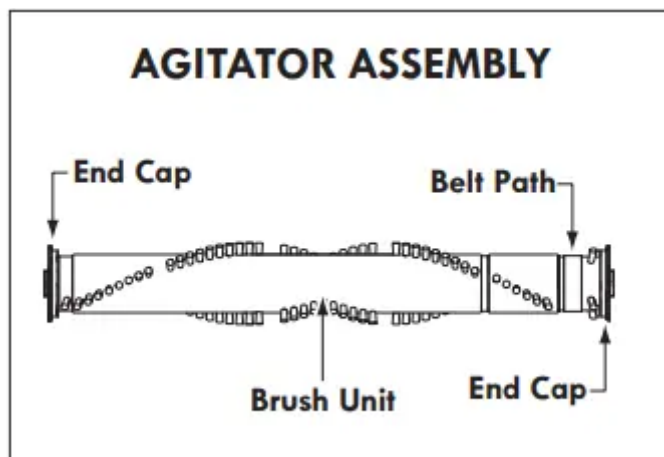 AGITATOR ASSEMBLY
End Cap
Belt Path
Brush Unit
End Cap